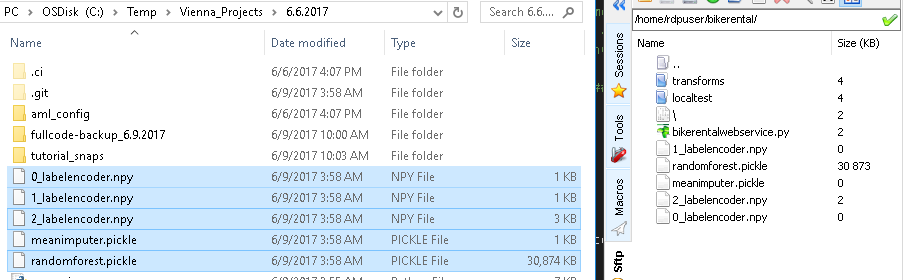 PC > OSDisk (C:) > Temp > Vienna_Projects > 6.6.2017
Search 6.6....
Name Date modified Type Size
.ci 6/6/2017 4:07 PM File folder
.git 6/9/2017 3:58 AM File folder
aml_config 6/6/2017 4:07 PM File folder
fullcode-backup_6.9.2017 6/9/2017 10:00 AM File folder
tutorial_snaps 6/9/2017 10:03 AM File folder
0_labelencoder.npy 6/9/2017 3:58 AM NPY File 1 KB
1_labelencoder.npy 6/9/2017 3:58 AM NPY File 1 KB
2_labelencoder.npy 6/9/2017 3:58 AM NPY File 3 KB
meanimputer.pickle 6/9/2017 3:58 AM PICKLE File 1 KB
randomforest.pickle 6/9/2017 3:58 AM PICKLE File 30,874 KB
Sessions
Tools
Macros
Sftp
/home/rdpuser/bikerental/
Name Size (KB)
..
transforms 4
localtest 4
\ 2
bikerentalwebservice.py 2
1_labelencoder.npy 0
randomforest.pickle 30 873
meanimputer.pickle 0
2_labelencoder.npy 2
0_labelencoder.npy 0